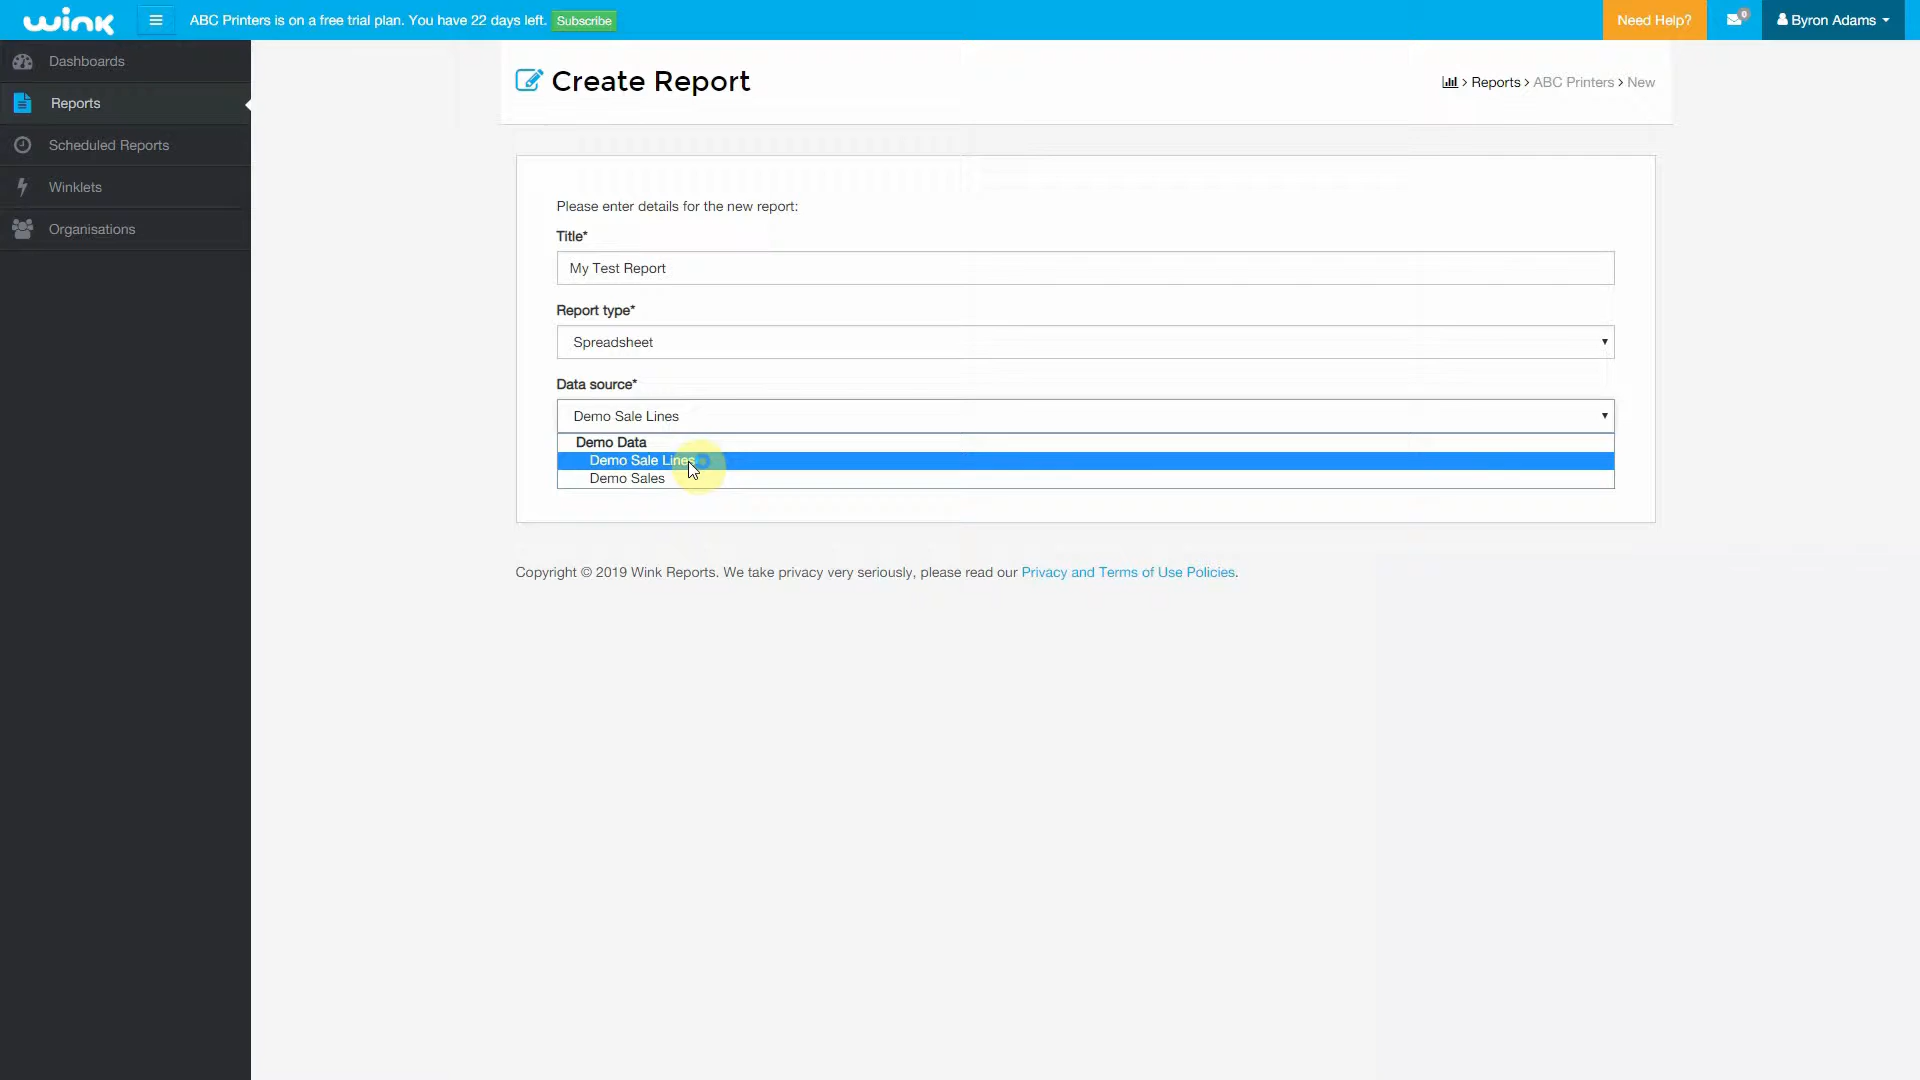 wink
ABC Printers is on a free trial plan. You have 22 days left. Subscribe
Need Help?
0
Byron Adams
Dashboards
Reports
Scheduled Reports
Winklets
Organisations
Create Report
> Reports > ABC Printers > New
Please enter details for the new report:
Title*
My Test Report
Report type*
Spreadsheet
Data source*
Demo Sale Lines
Demo Data
Demo Sale Lines
Demo Sales
Copyright © 2019 Wink Reports. We take privacy very seriously, please read our Privacy and Terms of Use Policies.